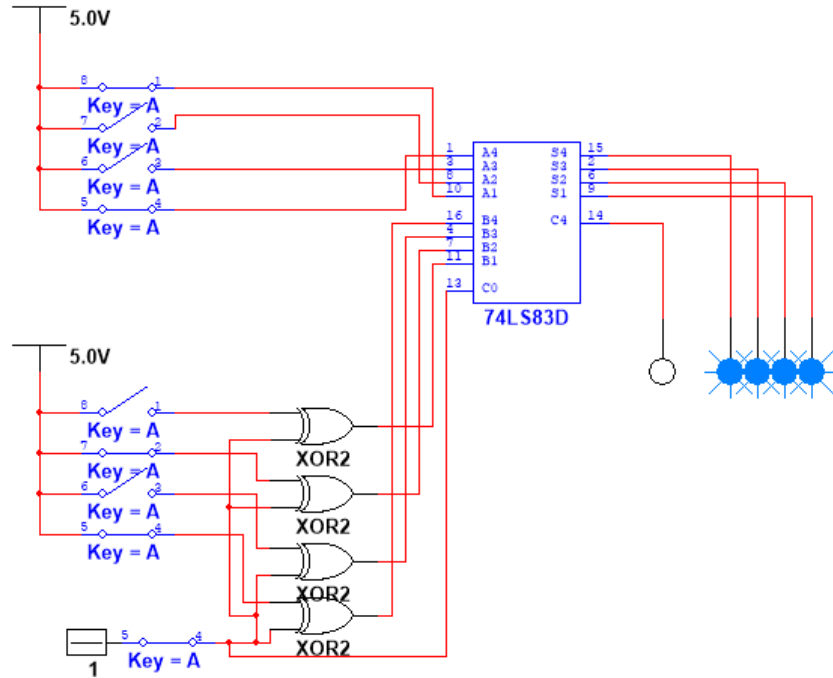 5.0V
8 1
Key = A
7 2
Key = A
6 3
Key = A
5 4
Key = A
1 A4 S4 15
3 A3 S3 2
8 A2 S2 6
10 A1 S1 9
16 B4 C4 14
4 B3
7 B2
11 B1
13 C0
74LS83D
5.0V
8 1
Key = A
XOR2
7 2
Key = A
6 3
Key = A
XOR2
5 4
Key = A
XOR2
5 4
Key = A
XOR2
1